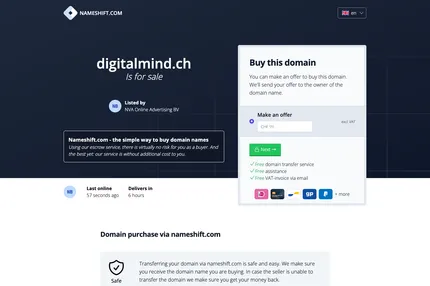 NAMESHIFT.COM
en
digitalmind.ch
Is for sale
Listed by
NVA Online Advertising BV
Nameshift.com - the simple way to buy domain names
Using our escrow service, there is virtually no risk for you as a buyer. And
the best yet: our service is without additional cost to you.
Last online
57 seconds ago
Delivers in
6 hours
Buy this domain
You can make an offer to buy this domain.
We'll send your offer to the owner of the
domain name.
Make an offer
excl. VAT
Next →
Free domain transfer service
Free assistance
Free VAT-invoice via email
+ more
Domain purchase via nameshift.com
Safe
Transferring your domain via nameshift.com is safe and easy. We make sure
you receive the domain name you are buying. In case the seller is unable to
transfer the domain we make sure you get your money back.